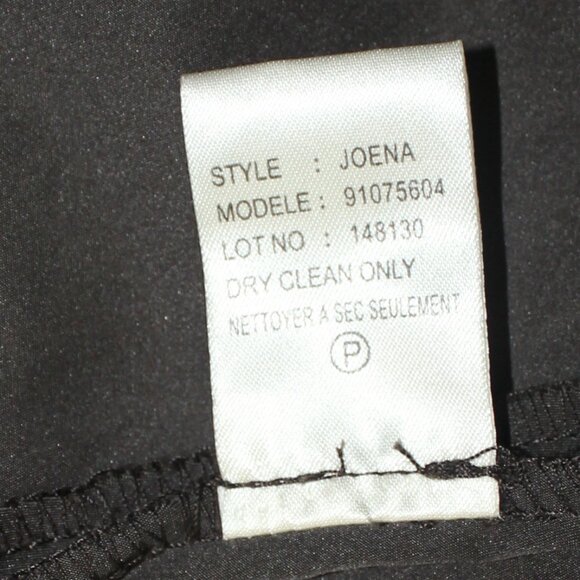 STYLE : JOENA
MODELE : 91075604
LOT NO : 148130
DRY CLEAN ONLY
NETTOYER A SEC SEULEMENT
P